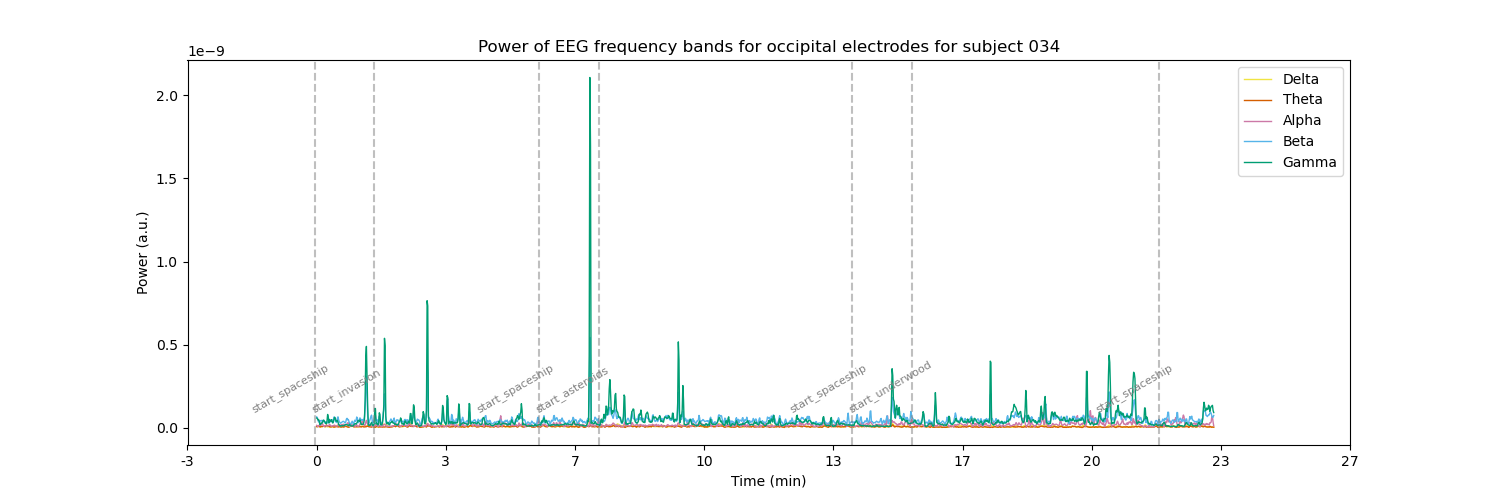 Power of EEG frequency bands for occipital electrodes for subject 034
1e−9
Delta
Theta
Alpha
Beta
Gamma
2.0
1.5
1.0
0.5
0.0
Power (a.u.)
start_spaceship
start_invasion
start_spaceship
start_asteroids
start_spaceship
start_underwood
start_spaceship
-3 0 3 7 10 13 17 20 23 27
Time (min)